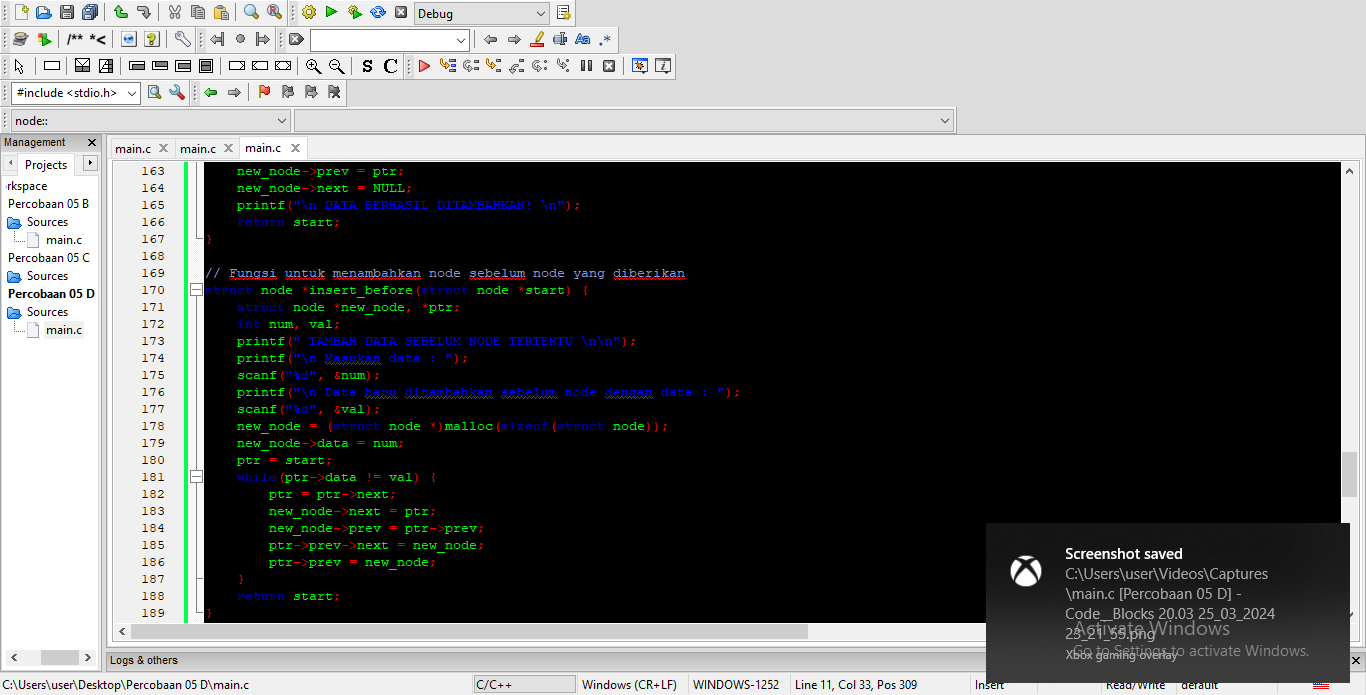 Debug
/** *<
Aa .*
S C
#include <stdio.h>
node::
Management
Projects
rkspace
Percobaan 05 B
Sources
main.c
Percobaan 05 C
Sources
Percobaan 05 D
Sources
main.c
main.c main.c main.c
163 new_node->prev = ptr;
164 new_node->next = NULL;
165 printf("\n DATA BERHASIL DITAMBAHKAN! \n");
166 return start;
167 }
168
169 // Fungsi untuk menambahkan node sebelum node yang diberikan
170 struct node *insert_before(struct node *start) {
171 struct node *new_node, *ptr;
172 int num, val;
173 printf(" TAMBAH DATA SEBELUM NODE TERTENTU \n\n");
174 printf("\n Masukan data : ");
175 scanf("%d", &num);
176 printf("\n Data baru ditambahkan sebelum node dengan data : ");
177 scanf("%d", &val);
178 new_node = (struct node *)malloc(sizeof(struct node));
179 new_node->data = num;
180 ptr = start;
181 while(ptr->data != val) {
182 ptr = ptr->next;
183 new_node->next = ptr;
184 new_node->prev = ptr->prev;
185 ptr->prev->next = new_node;
186 ptr->prev = new_node;
187 }
188 return start;
189 }
Screenshot saved
C:\Users\user\Videos\Captures
\main.c [Percobaan 05 D] -
Code__Blocks 20.03 25_03_2024
23_21_55.png
Xbox gaming overlay
Activate Windows
Go to Settings to activate Windows.
Logs & others
C:\Users\user\Desktop\Percobaan 05 D\main.c C/C++ Windows (CR+LF) WINDOWS-1252 Line 11, Col 33, Pos 309 Insert Read/Write default